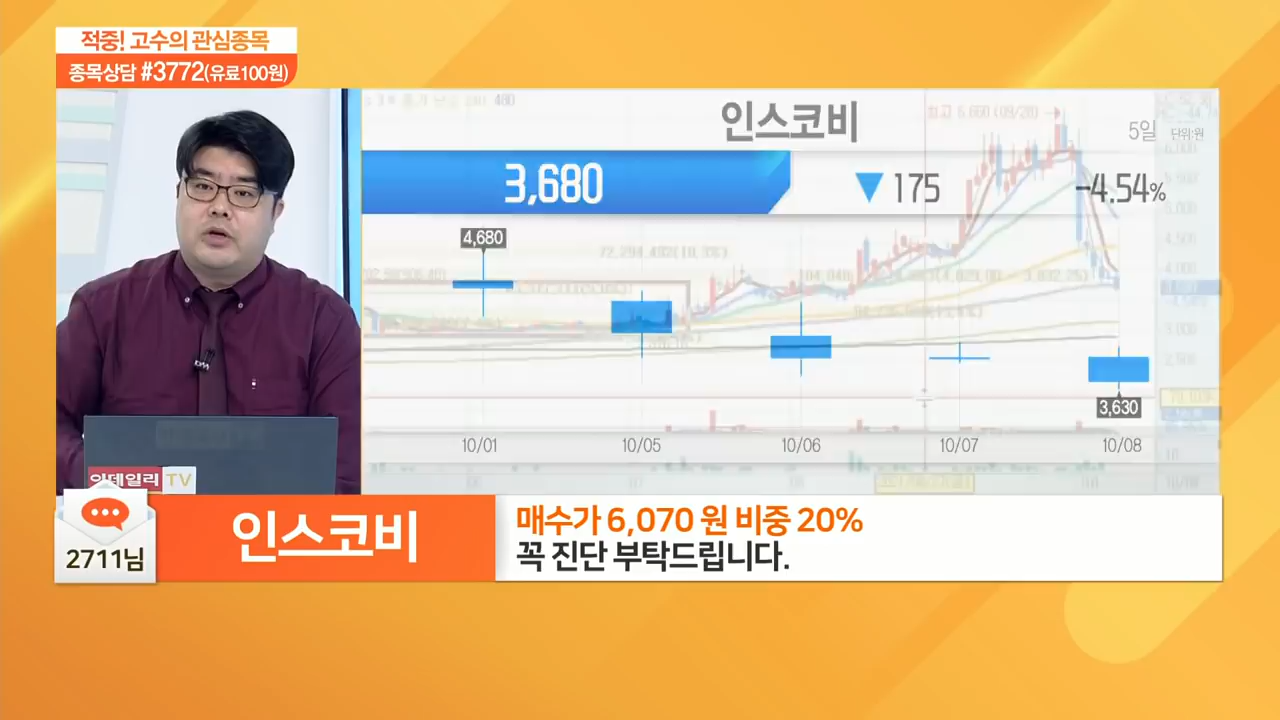 적중! 고수의 관심종목
종목상담 #3772(유료100원)
인스코비
5일 단위:원
3,680 ▼ 175 -4.54%
4,680
3,630
10/01 10/05 10/06 10/07 10/08
이데일리 TV
2711님
인스코비
매수가 6,070 원 비중 20%
꼭 진단 부탁드립니다.